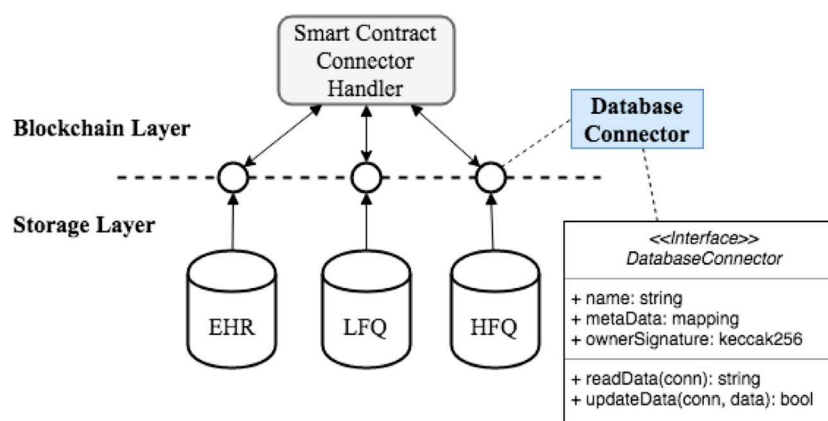 Smart Contract
Connector
Handler
Database
Connector
Blockchain Layer
Storage Layer
<<Interface>>
DatabaseConnector
+ name: string
+ metaData: mapping
+ ownerSignature: keccak256
+ readData(conn): string
+ updateData(conn, data): bool
EHR
LFQ
HFQ